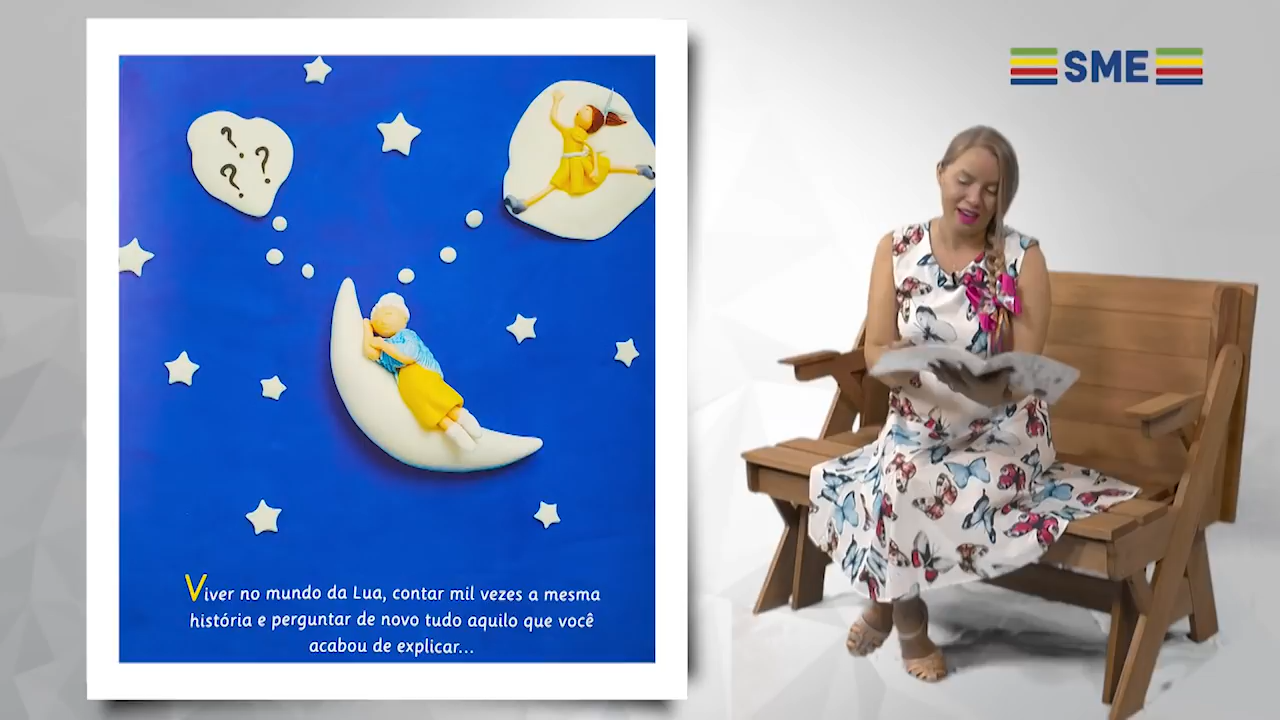 SME
? ? ?
Viver no mundo da Lua, contar mil vezes a mesma
história e perguntar de novo tudo aquilo que você
acabou de explicar...